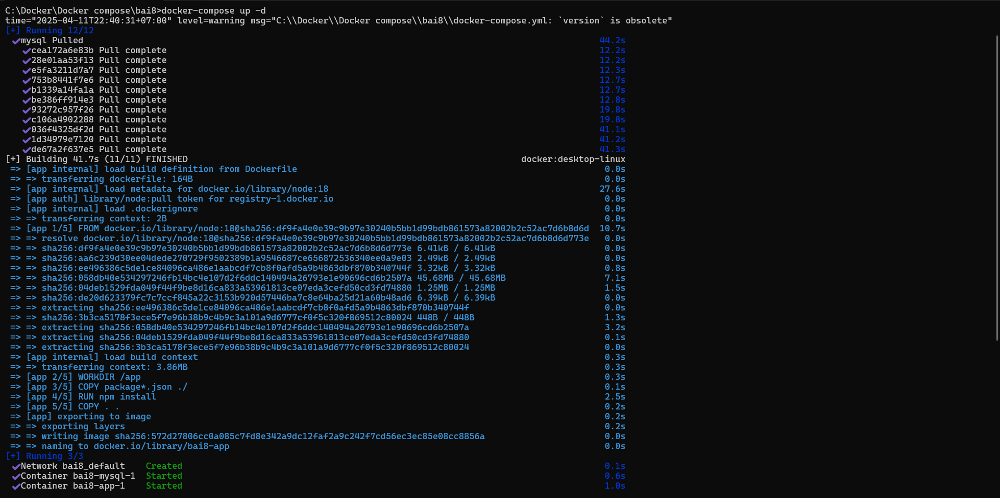 C:\Docker\Docker compose\bai8>docker-compose up -d
time="2025-04-11T22:40:31+07:00" level=warning msg="C:\\Docker\\Docker compose\\bai8\\docker-compose.yml: `version` is obsolete"
[+] Running 12/12
✔mysql Pulled 44.2s
✔cea172a6e83b Pull complete 12.2s
✔28e01aa53f13 Pull complete 12.2s
✔e5fa3211d7a7 Pull complete 12.3s
✔753b8441f7e6 Pull complete 12.7s
✔b1339a14fa1a Pull complete 12.7s
✔be386ff914e3 Pull complete 12.8s
✔93272c957f26 Pull complete 19.8s
✔c106a4902288 Pull complete 19.8s
✔036f4325df2d Pull complete 41.1s
✔1d34979e7120 Pull complete 41.2s
✔de67a2f637e5 Pull complete 41.3s
[+] Building 41.7s (11/11) FINISHED docker:desktop-linux
=> [app internal] load build definition from Dockerfile 0.0s
=> => transferring dockerfile: 164B 0.0s
=> [app internal] load metadata for docker.io/library/node:18 27.6s
=> [app auth] library/node:pull token for registry-1.docker.io 0.0s
=> [app internal] load .dockerignore 0.0s
=> => transferring context: 2B 0.0s
=> [app 1/5] FROM docker.io/library/node:18@sha256:df9fa4e0e39c9b97e30240b5bb1d99bdb861573a82002b2c52ac7d6b8d6d 10.7s
=> => resolve docker.io/library/node:18@sha256:df9fa4e0e39c9b97e30240b5bb1d99bdb861573a82002b2c52ac7d6b8d6d773e 0.0s
=> => sha256:df9fa4e0e39c9b97e30240b5bb1d99bdb861573a82002b2c52ac7d6b8d6d773e 6.41kB / 6.41kB 0.0s
=> => sha256:aa6c239d30ee04dede270729f9502389b1a9546687ce656872536340ee0a9e03 2.49kB / 2.49kB 0.0s
=> => sha256:ee496386c5de1ce84096ca486e1aabcdf7cb8f0afd5a9b4863dbf870b340744f 3.32kB / 3.32kB 0.8s
=> => sha256:058db40e534297246fb14bc4e107d2f6ddc140494a26793e1e90696cd6b2507a 45.68MB / 45.68MB 7.1s
=> => sha256:04deb1529fda049f44f9be8d16ca833a53961813ce07eda3cefd50cd3fd74880 1.25MB / 1.25MB 1.5s
=> => sha256:de20d623379fc7c7ccf845a22c3153b920d57446ba7c8e64ba25d21a60b48ad6 6.39kB / 6.39kB 0.0s
=> => extracting sha256:ee496386c5de1ce84096ca486e1aabcdf7cb8f0afd5a9b4863dbf870b340744f 0.0s
=> => sha256:3b3ca5178f3ece5f7e96b38b9c4b9c3a101a9d6777cf0f5c320f869512c80024 448B / 448B 1.3s
=> => extracting sha256:058db40e534297246fb14bc4e107d2f6ddc140494a26793e1e90696cd6b2507a 3.2s
=> => extracting sha256:04deb1529fda049f44f9be8d16ca833a53961813ce07eda3cefd50cd3fd74880 0.1s
=> => extracting sha256:3b3ca5178f3ece5f7e96b38b9c4b9c3a101a9d6777cf0f5c320f869512c80024 0.0s
=> [app internal] load build context 0.3s
=> => transferring context: 3.86MB 0.3s
=> [app 2/5] WORKDIR /app 0.3s
=> [app 3/5] COPY package*.json ./ 0.1s
=> [app 4/5] RUN npm install 2.5s
=> [app 5/5] COPY . . 0.2s
=> [app] exporting to image 0.2s
=> => exporting layers 0.2s
=> => writing image sha256:572d27806cc0a085c7fd8e342a9dc12faf2a9c242f7cd56ec3ec85e08cc8856a 0.0s
=> => naming to docker.io/library/bai8-app 0.0s
[+] Running 3/3
✔Network bai8_default Created 0.1s
✔Container bai8-mysql-1 Started 0.6s
✔Container bai8-app-1 Started 1.0s